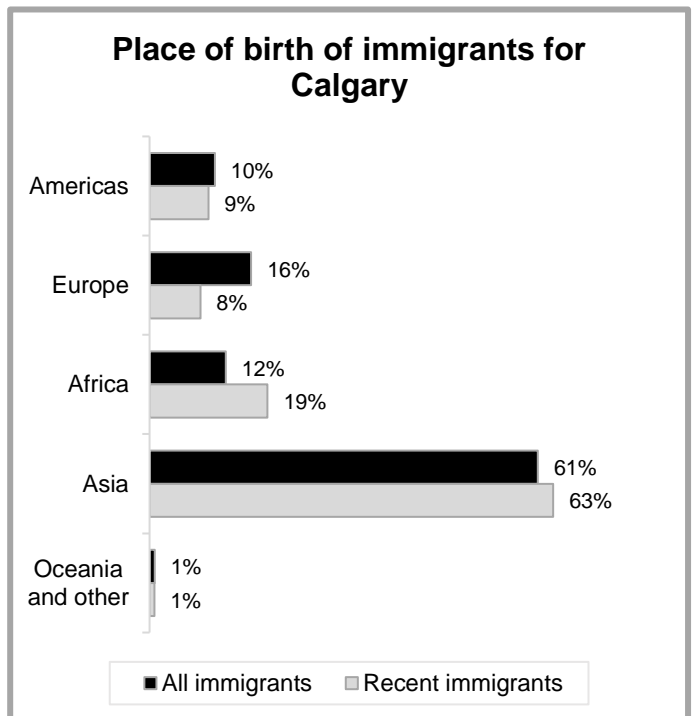 Place of birth of immigrants for
Calgary
Americas
10%
9%
Europe
16%
8%
Africa
12%
19%
Asia
61%
63%
Oceania
and other
1%
1%
All immigrants
Recent immigrants